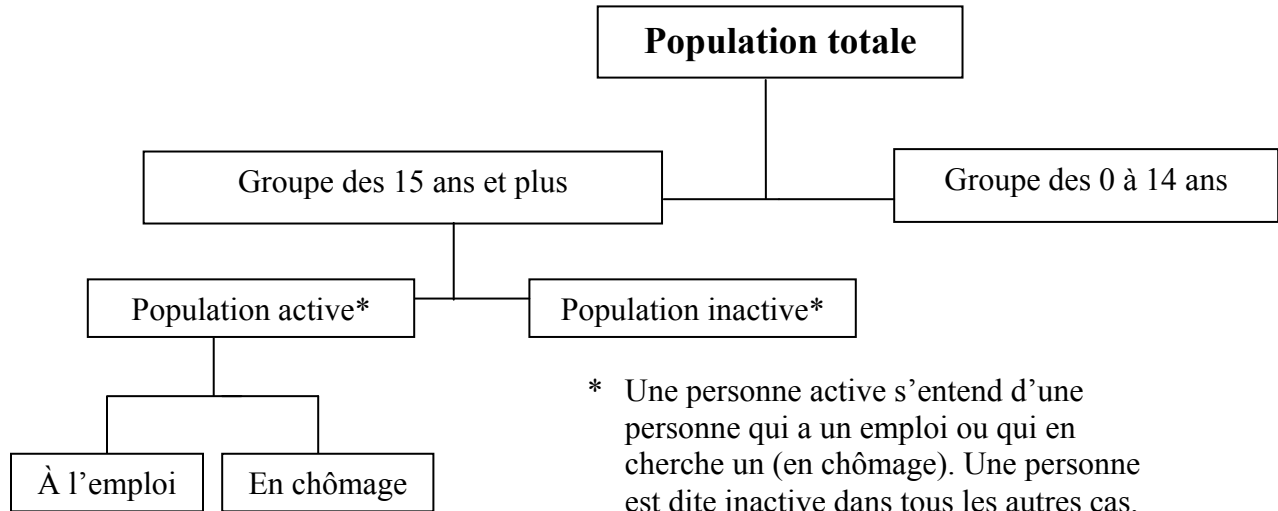 Population totale
Groupe des 15 ans et plus
Groupe des 0 à 14 ans
Population active*
Population inactive*
À l’emploi
En chômage
* Une personne active s’entend d’une
personne qui a un emploi ou qui en
cherche un (en chômage). Une personne
est dite inactive dans tous les autres cas.